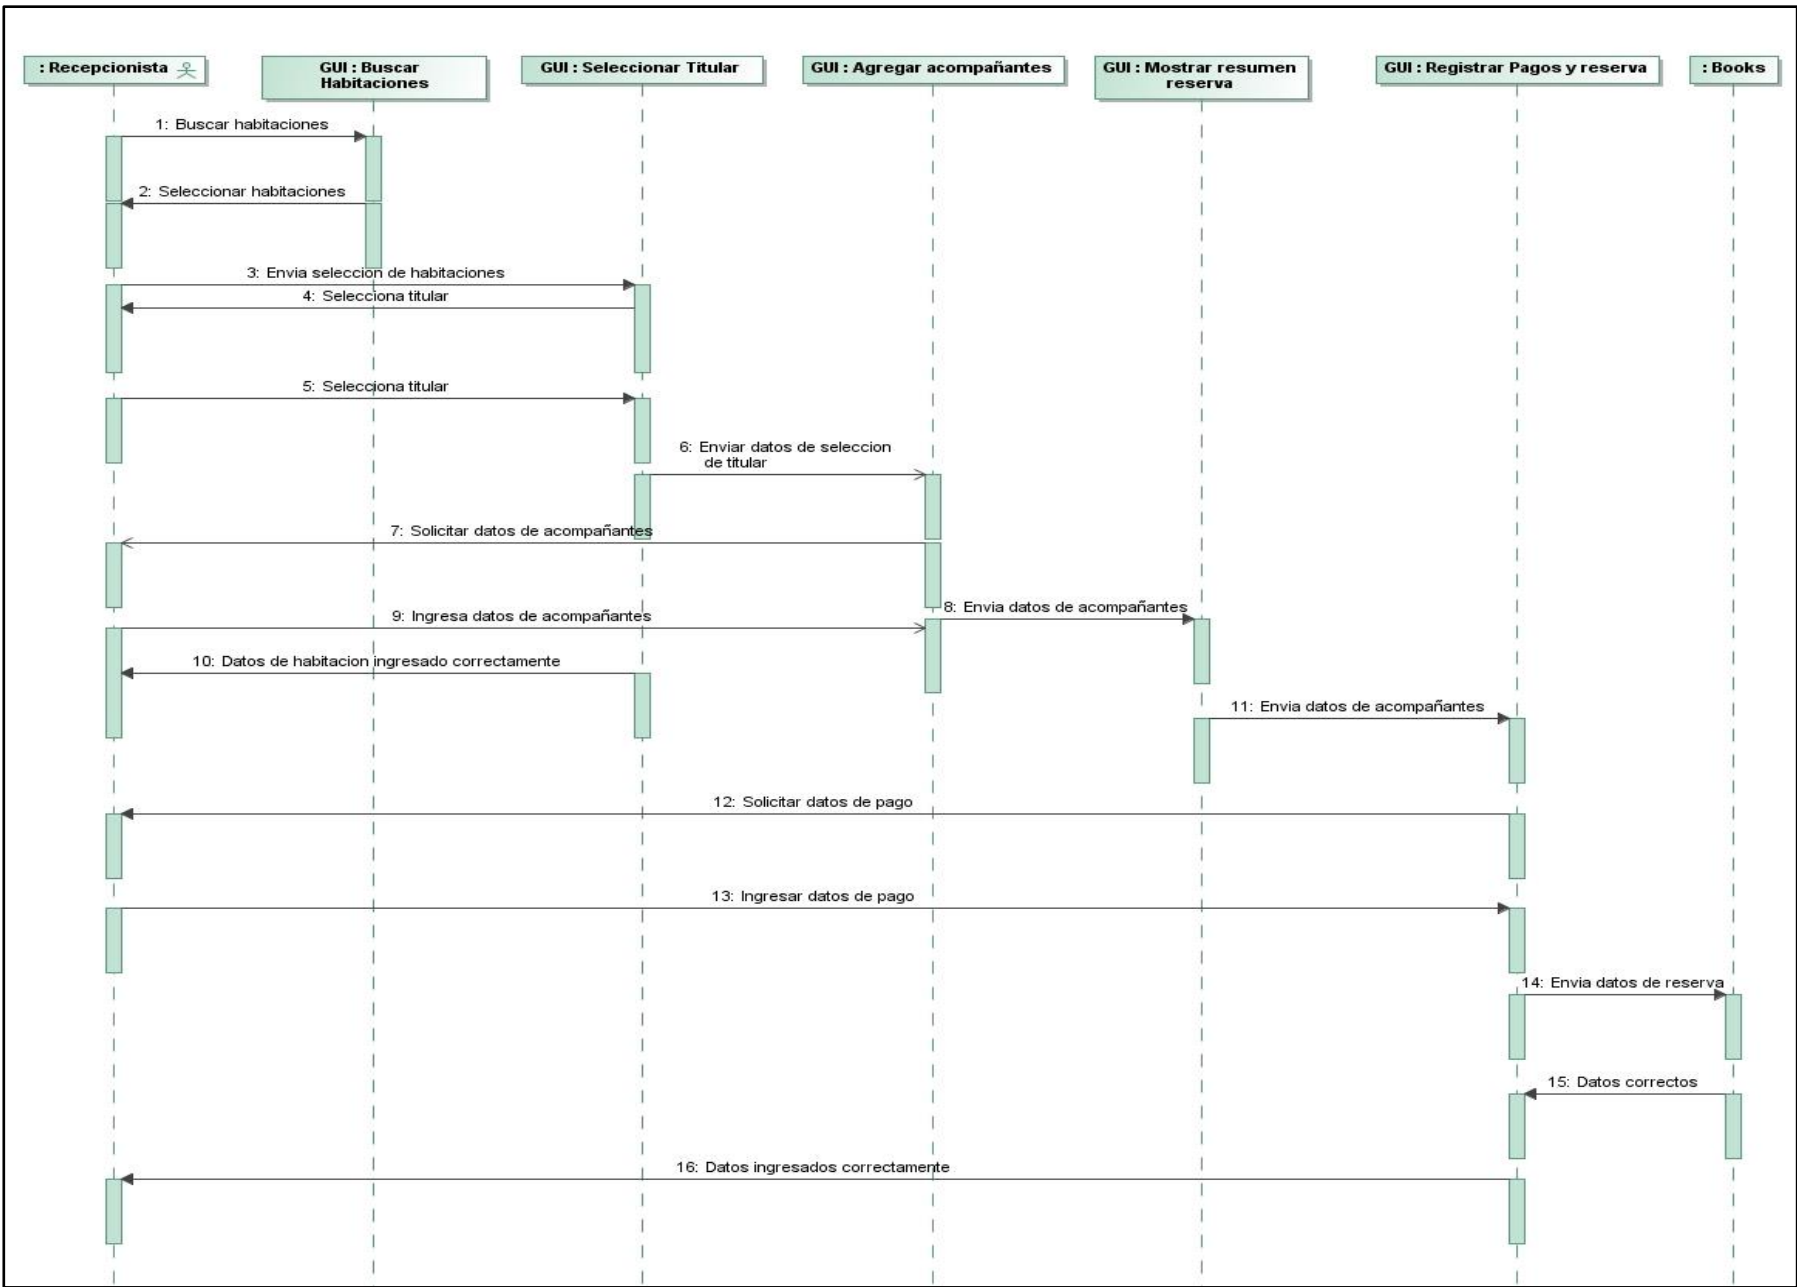 : Recepcionista
GUI : Buscar
Habitaciones
GUI : Seleccionar Titular
GUI : Agregar acompañantes
GUI : Mostrar resumen
reserva
GUI : Registrar Pagos y reserva
: Books
1: Buscar habitaciones
2: Seleccionar habitaciones
3: Envia seleccion de habitaciones
4: Selecciona titular
5: Selecciona titular
6: Enviar datos de seleccion
de titular
7: Solicitar datos de acompañantes
8: Envia datos de acompañantes
9: Ingresa datos de acompañantes
10: Datos de habitacion ingresado correctamente
11: Envia datos de acompañantes
12: Solicitar datos de pago
13: Ingresar datos de pago
14: Envia datos de reserva
15: Datos correctos
16: Datos ingresados correctamente